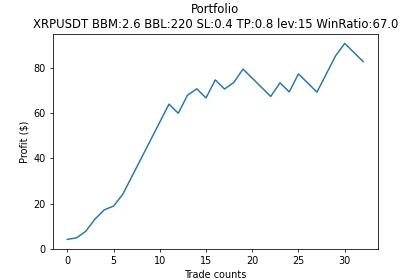 Portfolio
XRPUSDT BBM:2.6 BBL:220 SL:0.4 TP:0.8 lev:15 WinRatio:67.0
80
60
40
20
0
Profit ($)
0 5 10 15 20 25 30
Trade counts